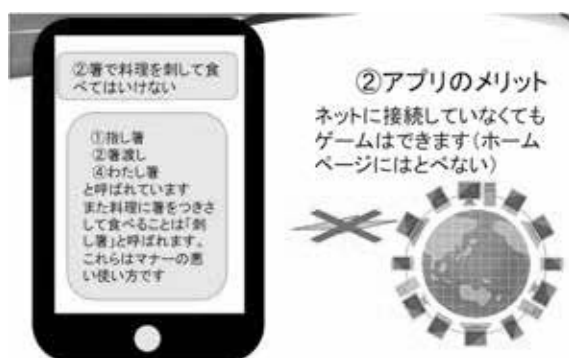 ②箸で料理を刺して食
べてはいけない
①指し箸
②箸渡し
④わたし箸
と呼ばれています
また料理に箸をつきさ
して食べることは「刺
し箸」と呼ばれます。
これらはマナーの悪
い使い方です
②アプリのメリット
ネットに接続していなくても
ゲームはできます(ホーム
ページにはとべない)